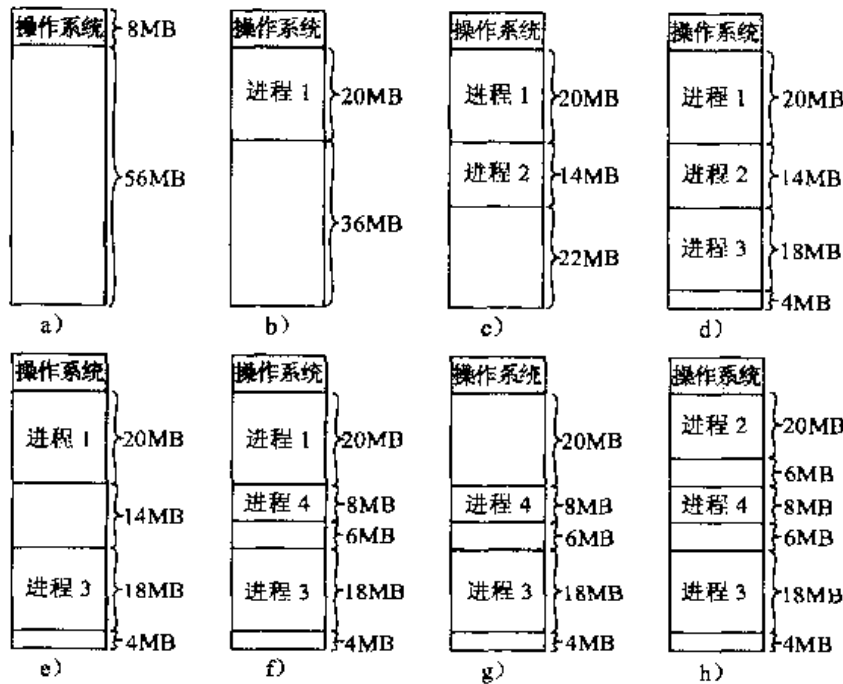 操作系统 8MB
56MB
a)
操作系统
进程 1 20MB
36MB
b)
操作系统
进程 1 20MB
进程 2 14MB
22MB
c)
操作系统
进程 1 20MB
进程 2 14MB
进程 3 18MB
4MB
d)
操作系统
进程 1 20MB
14MB
进程 3 18MB
4MB
e)
操作系统
进程 1 20MB
进程 4 8MB
6MB
进程 3 18MB
4MB
f)
操作系统
20MB
进程 4 8MB
6MB
进程 3 18MB
4MB
g)
操作系统
进程 2 20MB
6MB
进程 4 8MB
6MB
进程 3 18MB
4MB
h)